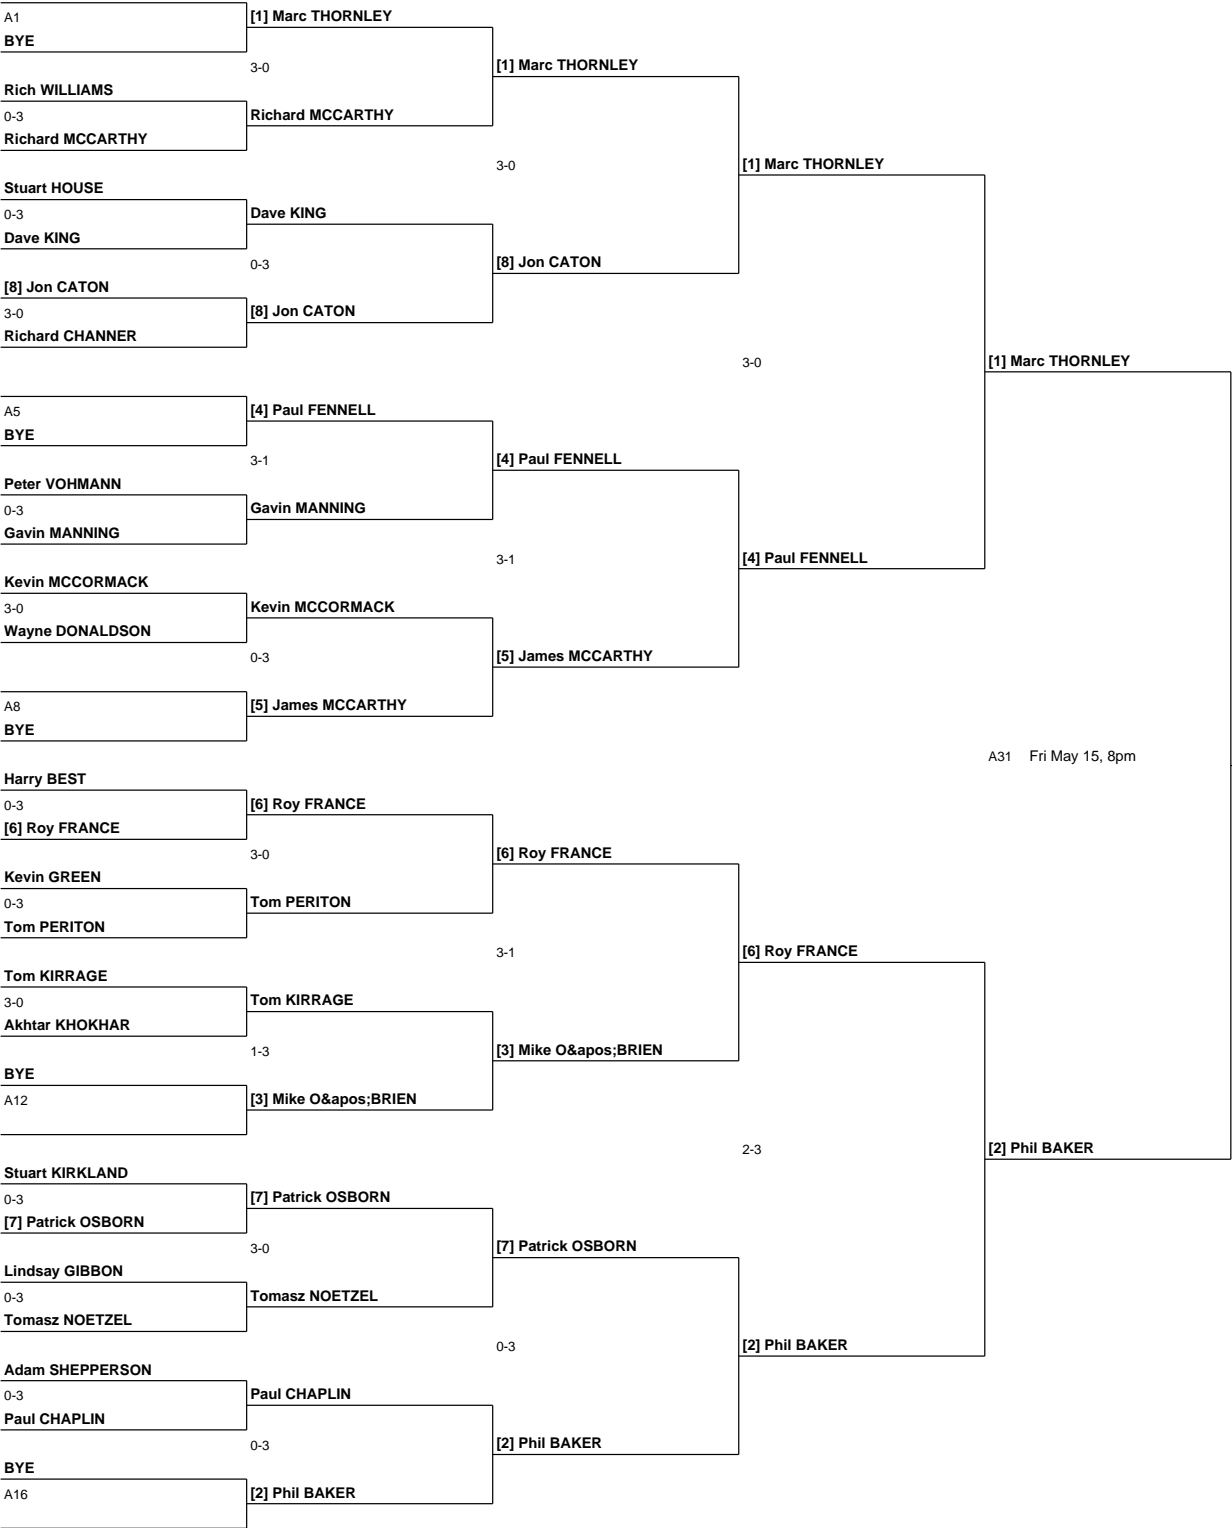 A1
BYE
Rich WILLIAMS
0-3
Richard MCCARTHY
Stuart HOUSE
0-3
Dave KING
[8] Jon CATON
3-0
Richard CHANNER
A5
BYE
Peter VOHMANN
0-3
Gavin MANNING
Kevin MCCORMACK
3-0
Wayne DONALDSON
A8
BYE
Harry BEST
0-3
[6] Roy FRANCE
Kevin GREEN
0-3
Tom PERITON
Tom KIRRAGE
3-0
Akhtar KHOKHAR
BYE
A12
Stuart KIRKLAND
0-3
[7] Patrick OSBORN
Lindsay GIBBON
0-3
Tomasz NOETZEL
Adam SHEPPERSON
0-3
Paul CHAPLIN
BYE
A16
[1] Marc THORNLEY
3-0
Richard MCCARTHY
Dave KING
0-3
[8] Jon CATON
[4] Paul FENNELL
3-1
Gavin MANNING
Kevin MCCORMACK
0-3
[5] James MCCARTHY
[6] Roy FRANCE
3-0
Tom PERITON
Tom KIRRAGE
1-3
[3] Mike O&apos;BRIEN
[7] Patrick OSBORN
3-0
Tomasz NOETZEL
Paul CHAPLIN
0-3
[2] Phil BAKER
[1] Marc THORNLEY
3-0
[8] Jon CATON
[4] Paul FENNELL
3-1
[5] James MCCARTHY
[6] Roy FRANCE
3-1
[3] Mike O&apos;BRIEN
[7] Patrick OSBORN
0-3
[2] Phil BAKER
[1] Marc THORNLEY
3-0
[4] Paul FENNELL
[6] Roy FRANCE
2-3
[2] Phil BAKER
[1] Marc THORNLEY
A31 Fri May 15, 8pm
[2] Phil BAKER